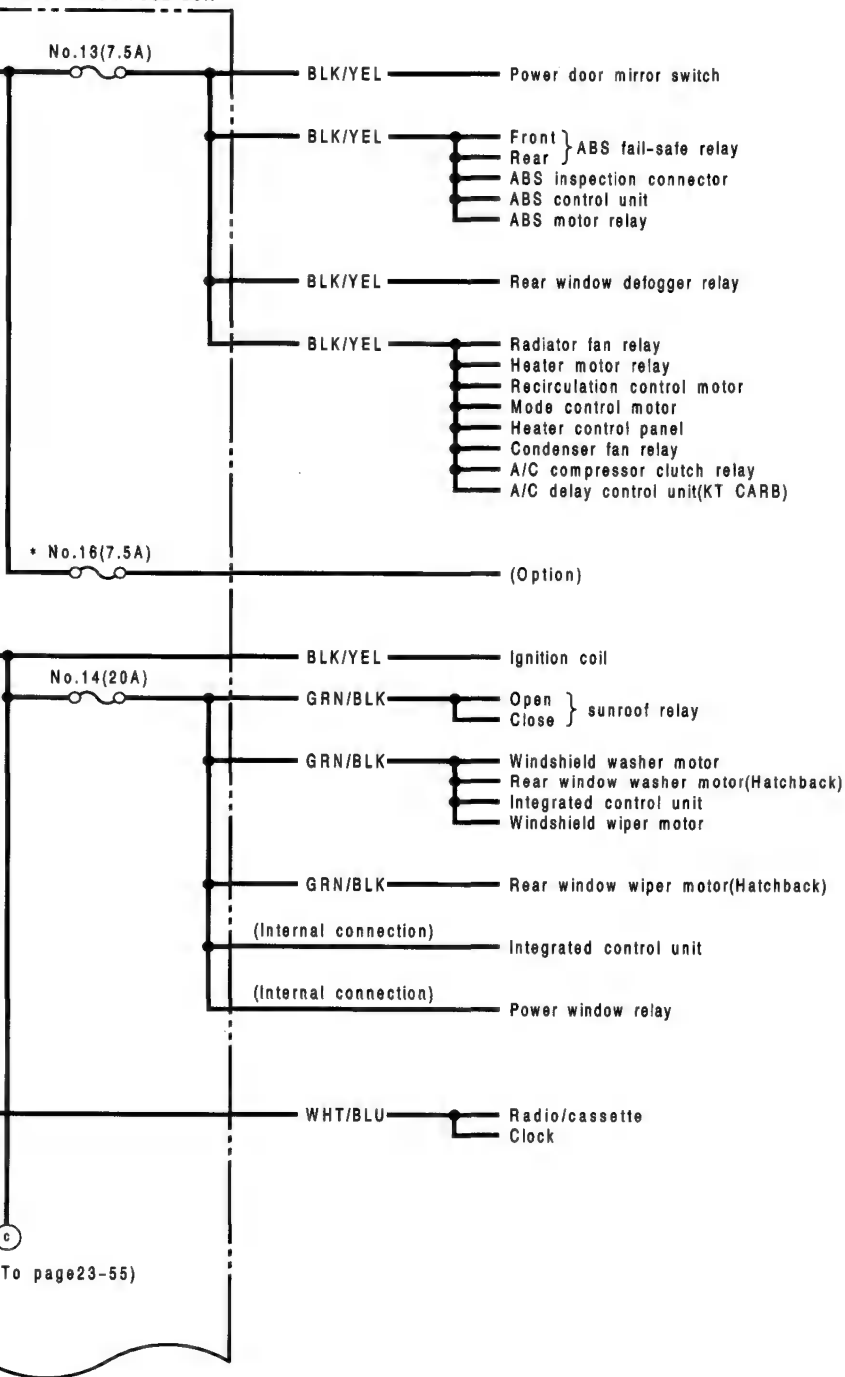 No.13(7.5A)
BLK/YEL Power door mirror switch
BLK/YEL Front } ABS fail-safe relay
Rear
ABS inspection connector
ABS control unit
ABS motor relay
BLK/YEL Rear window defogger relay
BLK/YEL Radiator fan relay
Heater motor relay
Recirculation control motor
Mode control motor
Heater control panel
Condenser fan relay
A/C compressor clutch relay
A/C delay control unit(KT CARB)
* No.16(7.5A)
(Option)
BLK/YEL Ignition coil
No.14(20A)
GRN/BLK Open } sunroof relay
Close
GRN/BLK Windshield washer motor
Rear window washer motor(Hatchback)
Integrated control unit
Windshield wiper motor
GRN/BLK Rear window wiper motor(Hatchback)
(Internal connection) Integrated control unit
(Internal connection) Power window relay
WHT/BLU Radio/cassette
Clock
c
To page23-55)